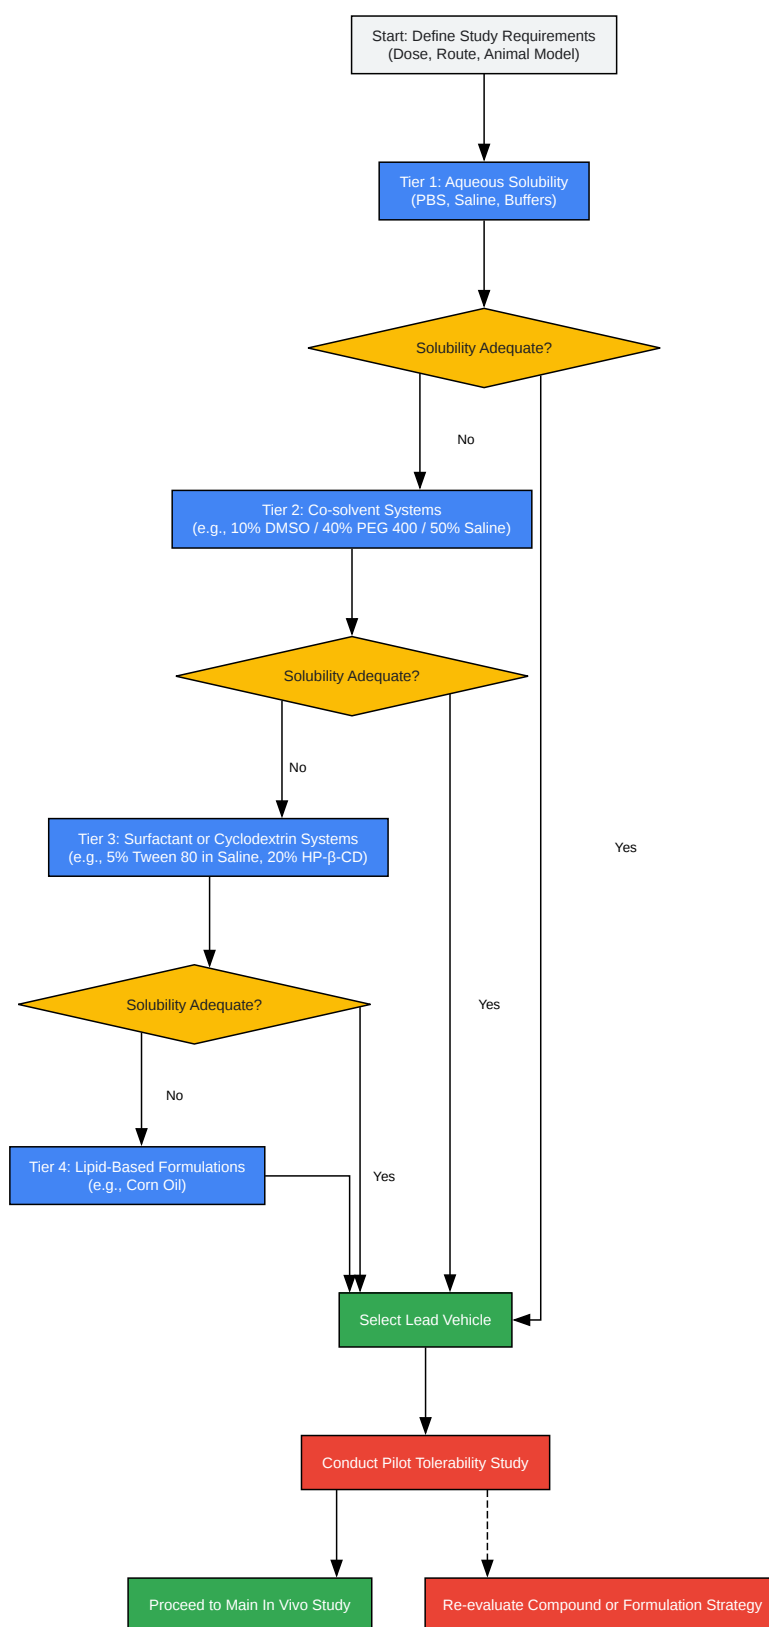 Start: Define Study Requirements
(Dose, Route, Animal Model)
Tier 1: Aqueous Solubility
(PBS, Saline, Buffers)
Solubility Adequate?
No
Tier 2: Co-solvent Systems
(e.g., 10% DMSO / 40% PEG 400 / 50% Saline)
Solubility Adequate?
No
Tier 3: Surfactant or Cyclodextrin Systems
(e.g., 5% Tween 80 in Saline, 20% HP-β-CD)
Yes
Solubility Adequate?
Yes
No
Tier 4: Lipid-Based Formulations
(e.g., Corn Oil)
Yes
Select Lead Vehicle
Conduct Pilot Tolerability Study
Proceed to Main In Vivo Study
Re-evaluate Compound or Formulation Strategy